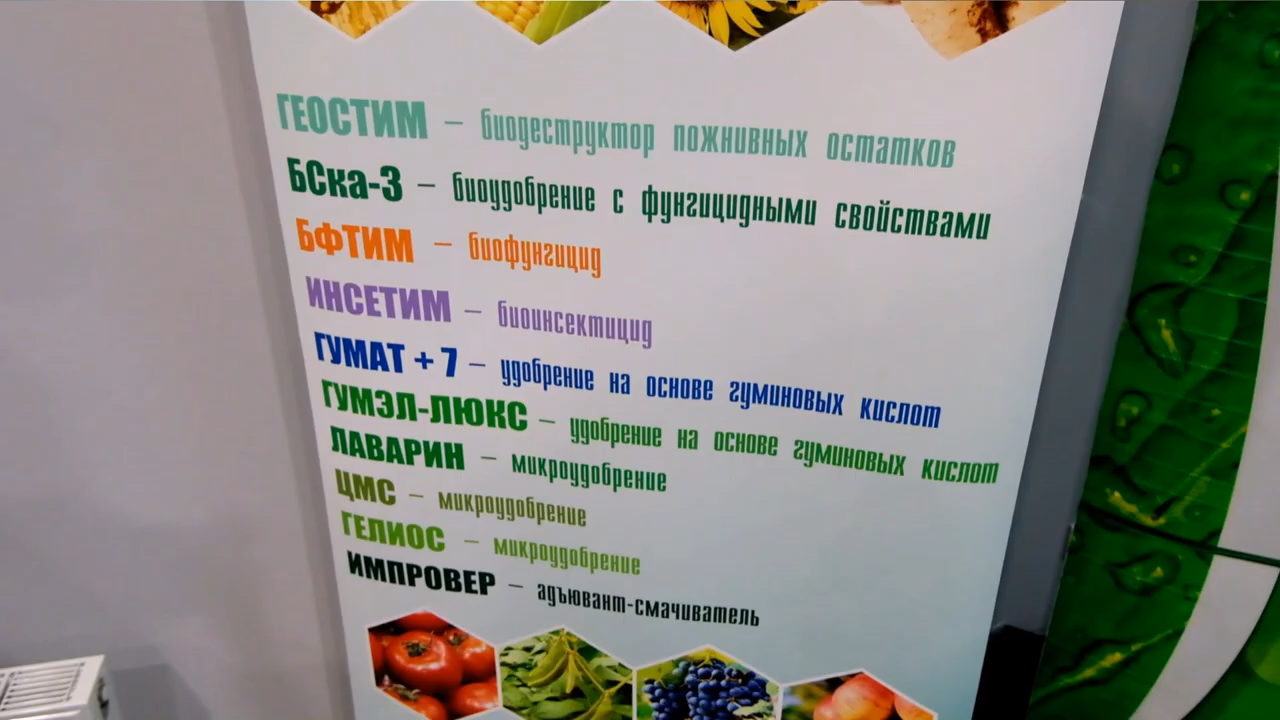 ГЕОСТИМ – биодеструктор пожнивных остатков
БСка-3 – биоудобрение с фунгицидными свойствами
БФТИМ – биофунгицид
ИНСЕТИМ – биоинсектицид
ГУМАТ + 7 – удобрение на основе гуминовых кислот
ГУМЭЛ-ЛЮКС – удобрение на основе гуминовых кислот
ЛАВАРИН – микроудобрение
ЦМС – микроудобрение
ГЕЛИОС – микроудобрение
ИМПРОВЕР – адъювант-смачиватель